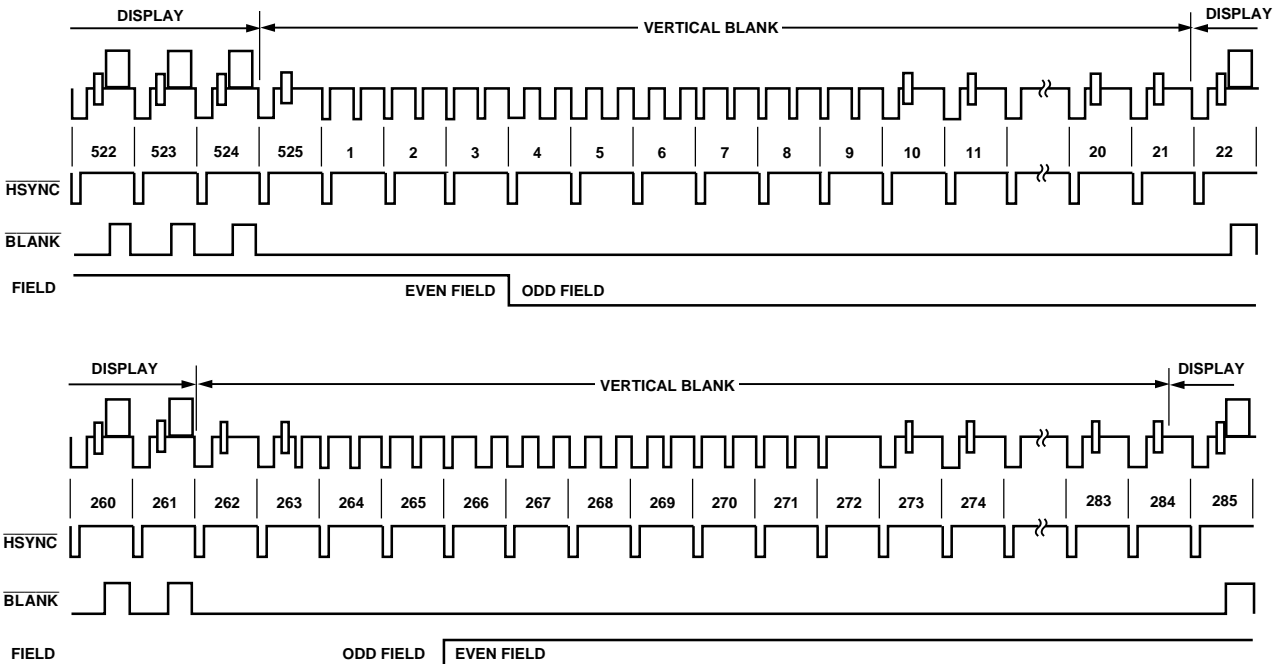 DISPLAY VERTICAL BLANK DISPLAY
522 523 524 525 1 2 3 4 5 6 7 8 9 10 11 20 21 22
HSYNC
BLANK
FIELD EVEN FIELD ODD FIELD
DISPLAY VERTICAL BLANK DISPLAY
260 261 262 263 264 265 266 267 268 269 270 271 272 273 274 283 284 285
HSYNC
BLANK
FIELD ODD FIELD EVEN FIELD